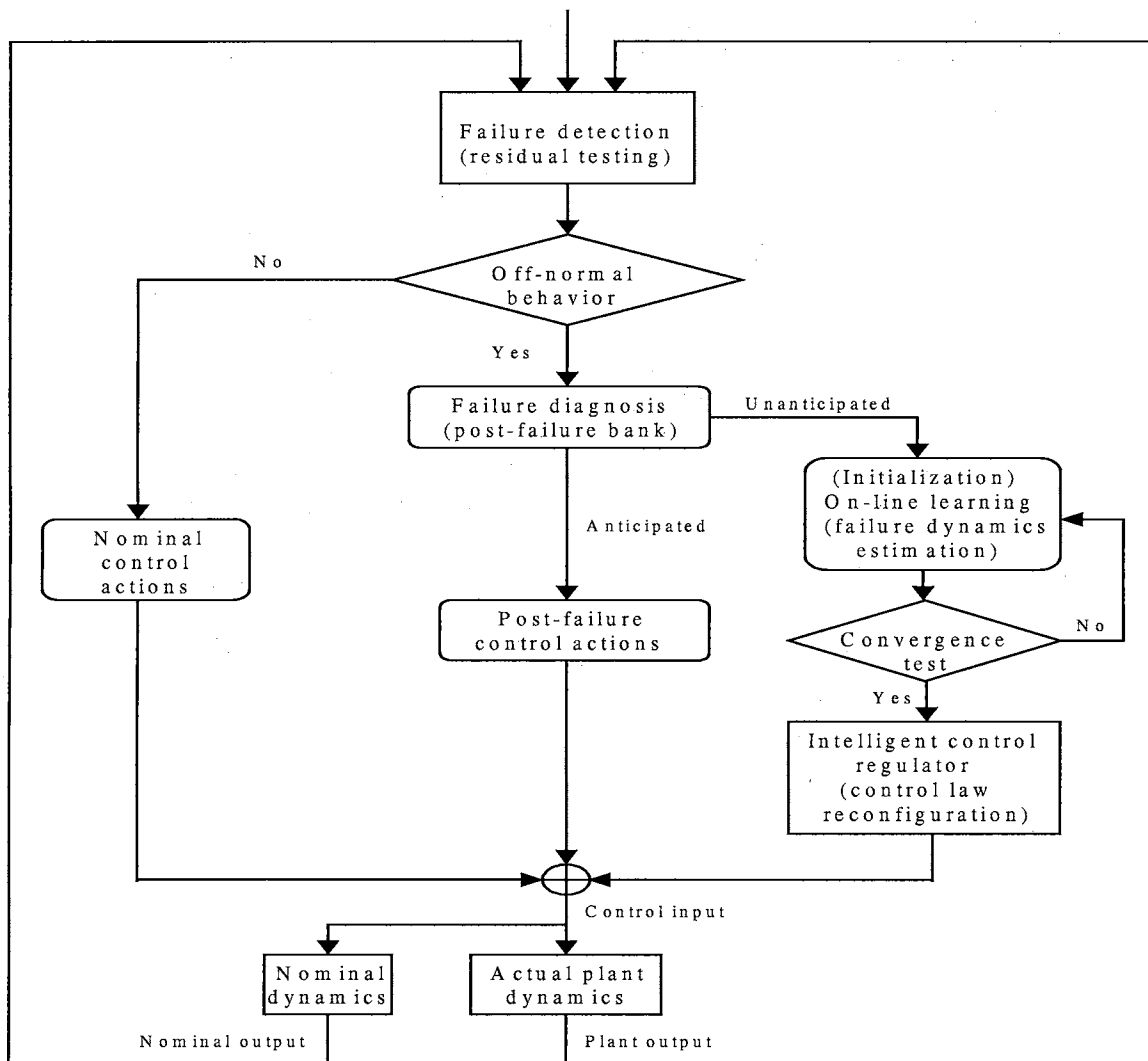 Failure detection
(residual testing)
No
Off-normal
behavior
Yes
Failure diagnosis
(post-failure bank)
Unanticipated
(Initialization)
On-line learning
(failure dynamics
estimation)
Nominal
control
actions
Anticipated
Post-failure
control actions
No
Convergence
test
Yes
Intelligent control
regulator
(control law
reconfiguration)
Control input
Nominal
dynamics
Actual plant
dynamics
Nominal output
Plant output